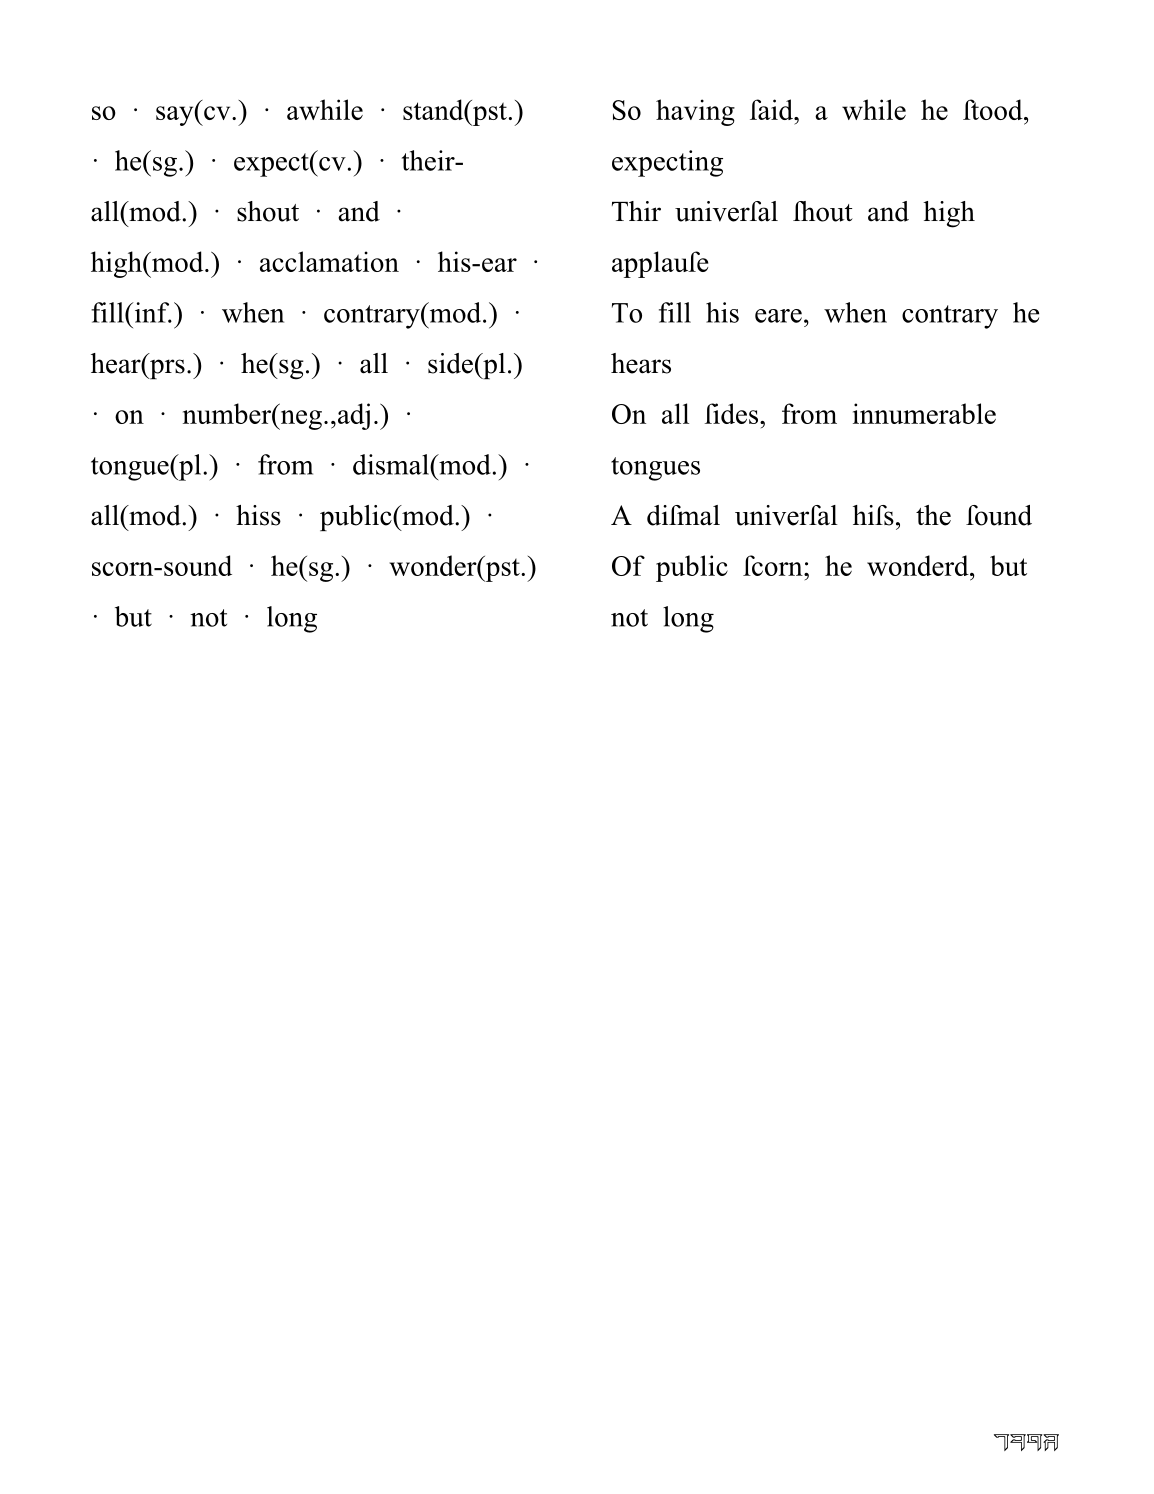 so · say(cv.) · awhile · stand(pst.)
· he(sg.) · expect(cv.) · their-
all(mod.) · shout · and ·
high(mod.) · acclamation · his-ear ·
fill(inf.) · when · contrary(mod.) ·
hear(prs.) · he(sg.) · all · side(pl.)
· on · number(neg.,adj.) ·
tongue(pl.) · from · dismal(mod.) ·
all(mod.) · hiss · public(mod.) ·
scorn-sound · he(sg.) · wonder(pst.)
· but · not · long
So having ſaid, a while he ſtood,
expecting
Thir univerſal ſhout and high
applauſe
To fill his eare, when contrary he
hears
On all ſides, from innumerable
tongues
A diſmal univerſal hiſs, the ſound
Of public ſcorn; he wonderd, but
not long